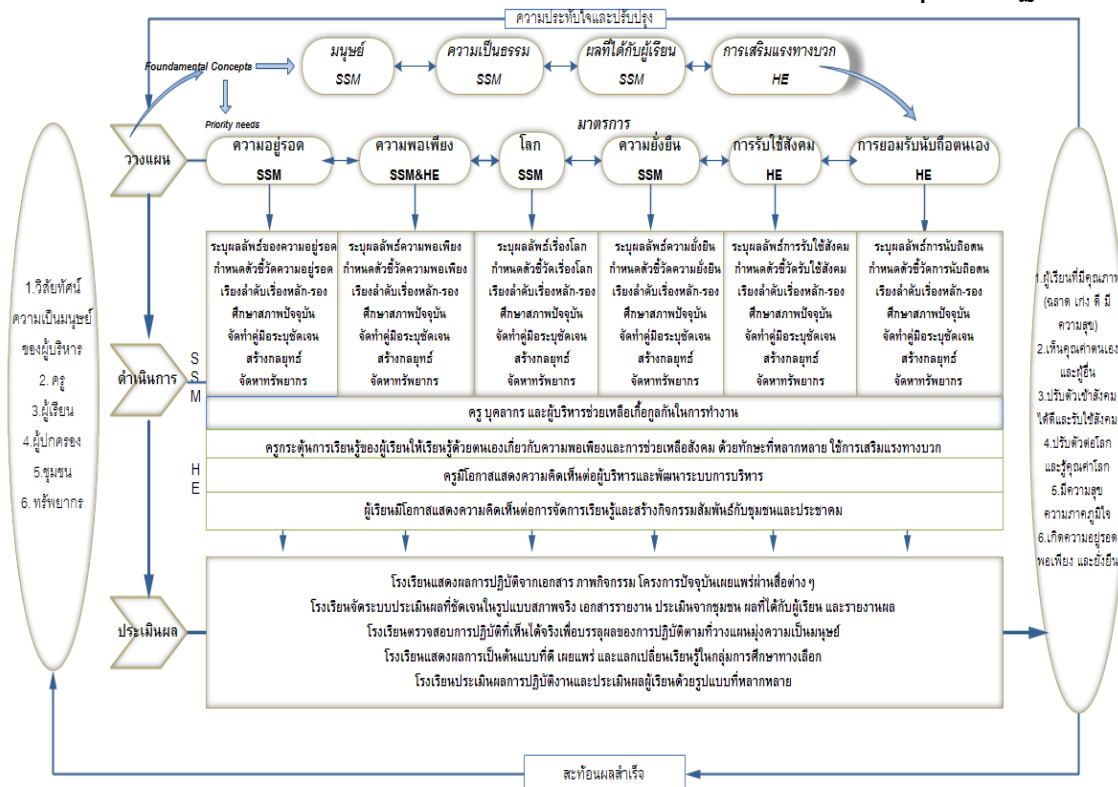 ความประทับใจและปรับปรุง
มนุษย์
SSM
ความเป็นธรรม
SSM
ผลที่ได้กับผู้เรียน
SSM
การเสริมแรงทางบวก
HE
Foundamental Concepts
Priority needs
มาตรการ
วางแผน
ความอยู่รอด
SSM
ความพอเพียง
SSM&HE
โลก
SSM
ความยั่งยืน
SSM
การรับใช้สังคม
HE
การยอมรับนับถือตนเอง
HE
ระบุผลลัพธ์ของความอยู่รอด
กำหนดตัวชี้วัดความอยู่รอด
เรียงลำดับเรื่องหลัก-รอง
ศึกษาสภาพปัจจุบัน
จัดทำคู่มือระบุชัดเจน
สร้างกลยุทธ์
จัดหาทรัพยากร
ระบุผลลัพธ์ความพอเพียง
กำหนดตัวชี้วัดความพอเพียง
เรียงลำดับเรื่องหลัก-รอง
ศึกษาสภาพปัจจุบัน
จัดทำคู่มือระบุชัดเจน
สร้างกลยุทธ์
จัดหาทรัพยากร
ระบุผลลัพธ์เรื่องโลก
กำหนดตัวชี้วัดเรื่องโลก
เรียงลำดับเรื่องหลัก-รอง
ศึกษาสภาพปัจจุบัน
จัดทำคู่มือระบุชัดเจน
สร้างกลยุทธ์
จัดหาทรัพยากร
ระบุผลลัพธ์ความยั่งยืน
กำหนดตัวชี้วัดความยั่งยืน
เรียงลำดับเรื่องหลัก-รอง
ศึกษาสภาพปัจจุบัน
จัดทำคู่มือระบุชัดเจน
สร้างกลยุทธ์
จัดหาทรัพยากร
ระบุผลลัพธ์การรับใช้สังคม
กำหนดตัวชี้วัดรับใช้สังคม
เรียงลำดับเรื่องหลัก-รอง
ศึกษาสภาพปัจจุบัน
จัดทำคู่มือระบุชัดเจน
สร้างกลยุทธ์
จัดหาทรัพยากร
ระบุผลลัพธ์การนับถือตน
กำหนดตัวชี้วัดการนับถือตน
เรียงลำดับเรื่องหลัก-รอง
ศึกษาสภาพปัจจุบัน
จัดทำคู่มือระบุชัดเจน
สร้างกลยุทธ์
จัดหาทรัพยากร
1.วิสัยทัศน์
ความเป็นมนุษย์
ของผู้บริหาร
2. ครู
3.ผู้เรียน
4.ผู้ปกครอง
5.ชุมชน
6. ทรัพยากร
ดำเนินการ
S
S
M
ครู บุคลากร และผู้บริหารช่วยเหลือเกื้อกูลกันในการทำงาน
H
E
ครูกระตุ้นการเรียนรู้ของผู้เรียนให้เรียนรู้ด้วยตนเองเกี่ยวกับความพอเพียงและการช่วยเหลือสังคม ด้วยทักษะที่หลากหลาย ใช้การเสริมแรงทางบวก
ครูมีโอกาสแสดงความคิดเห็นต่อผู้บริหารและพัฒนาระบบการบริหาร
ผู้เรียนมีโอกาสแสดงความคิดเห็นต่อการจัดการเรียนรู้และสร้างกิจกรรมสัมพันธ์กับชุมชนและประชาคม
1.ผู้เรียนที่มีคุณภาพ
(ฉลาด เก่ง ดี มี
ความสุข)
2.เห็นคุณค่าตนเอง
และผู้อื่น
3.ปรับตัวเข้าสังคม
ได้ดีและรับใช้สังคม
4.ปรับตัวต่อโลก
และรู้คุณค่าโลก
5.มีความสุข
ความภาคภูมิใจ
6.เกิดความอยู่รอด
พอเพียง และยั่งยืน
ประเมินผล
โรงเรียนแสดงผลการปฏิบัติจากเอกสาร ภาพกิจกรรม โครงการปัจจุบันเผยแพร่ผ่านสื่อต่าง ๆ
โรงเรียนจัดระบบประเมินผลที่ชัดเจนในรูปแบบสภาพจริง เอกสารรายงาน ประเมินจากชุมชน ผลที่ได้กับผู้เรียน และรายงานผล
โรงเรียนตรวจสอบการปฏิบัติที่เห็นได้จริงเพื่อบรรลุผลของการปฏิบัติตามที่วางแผนมุ่งความเป็นมนุษย์
โรงเรียนแสดงผลการเป็นต้นแบบที่ดี เผยแพร่ และแลกเปลี่ยนเรียนรู้ในกลุ่มการศึกษาทางเลือก
โรงเรียนประเมินผลการปฏิบัติงานและประเมินผลผู้เรียนด้วยรูปแบบที่หลากหลาย
สะท้อนผลสำเร็จ